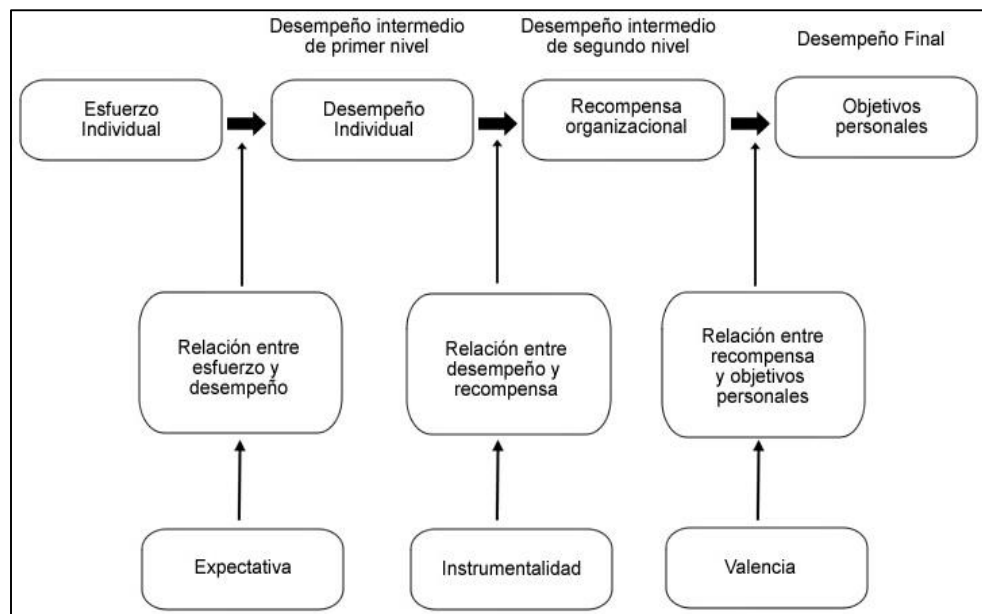 Desempeño intermedio
de primer nivel
Desempeño intermedio
de segundo nivel
Desempeño Final
Esfuerzo
Individual
Desempeño
Individual
Recompensa
organizacional
Objetivos
personales
Relación entre
esfuerzo y
desempeño
Relación entre
desempeño y
recompensa
Relación entre
recompensa
y objetivos
personales
Expectativa
Instrumentalidad
Valencia